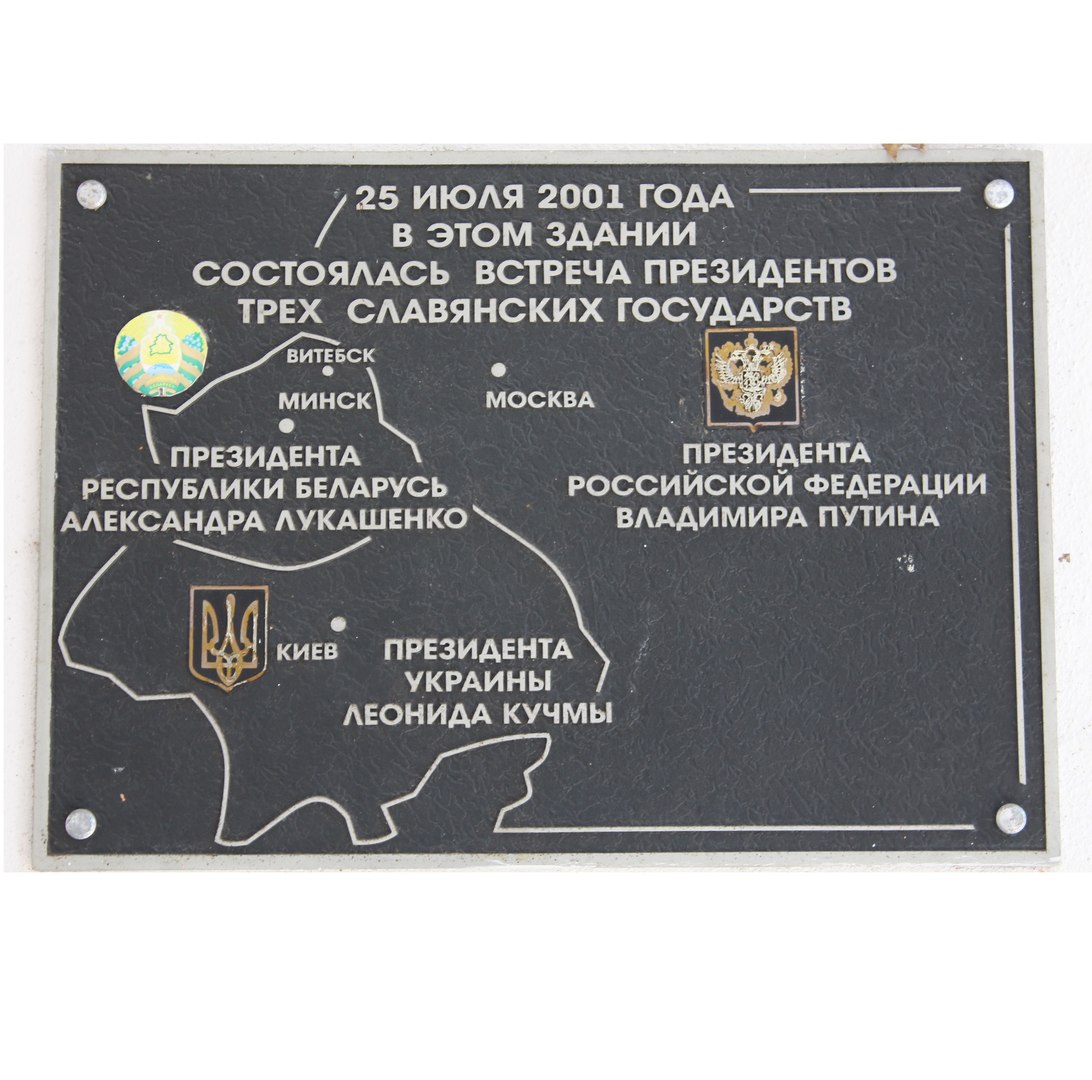 25 ИЮЛЯ 2001 ГОДА
В ЭТОМ ЗДАНИИ
СОСТОЯЛАСЬ ВСТРЕЧА ПРЕЗИДЕНТОВ
ТРЕХ СЛАВЯНСКИХ ГОСУДАРСТВ
ВИТЕБСК
МИНСК
МОСКВА
ПРЕЗИДЕНТА
РЕСПУБЛИКИ БЕЛАРУСЬ
АЛЕКСАНДРА ЛУКАШЕНКО
ПРЕЗИДЕНТА
РОССИЙСКОЙ ФЕДЕРАЦИИ
ВЛАДИМИРА ПУТИНА
КИЕВ
ПРЕЗИДЕНТА
УКРАИНЫ
ЛЕОНИДА КУЧМЫ